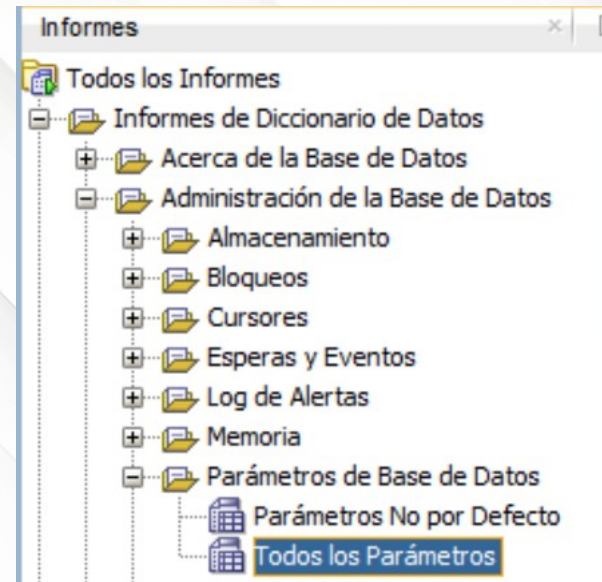 Informes
Todos los Informes
Informes de Diccionario de Datos
Acerca de la Base de Datos
Administración de la Base de Datos
Almacenamiento
Bloqueos
Cursores
Esperas y Eventos
Log de Alertas
Memoria
Parámetros de Base de Datos
Parámetros No por Defecto
Todos los Parámetros